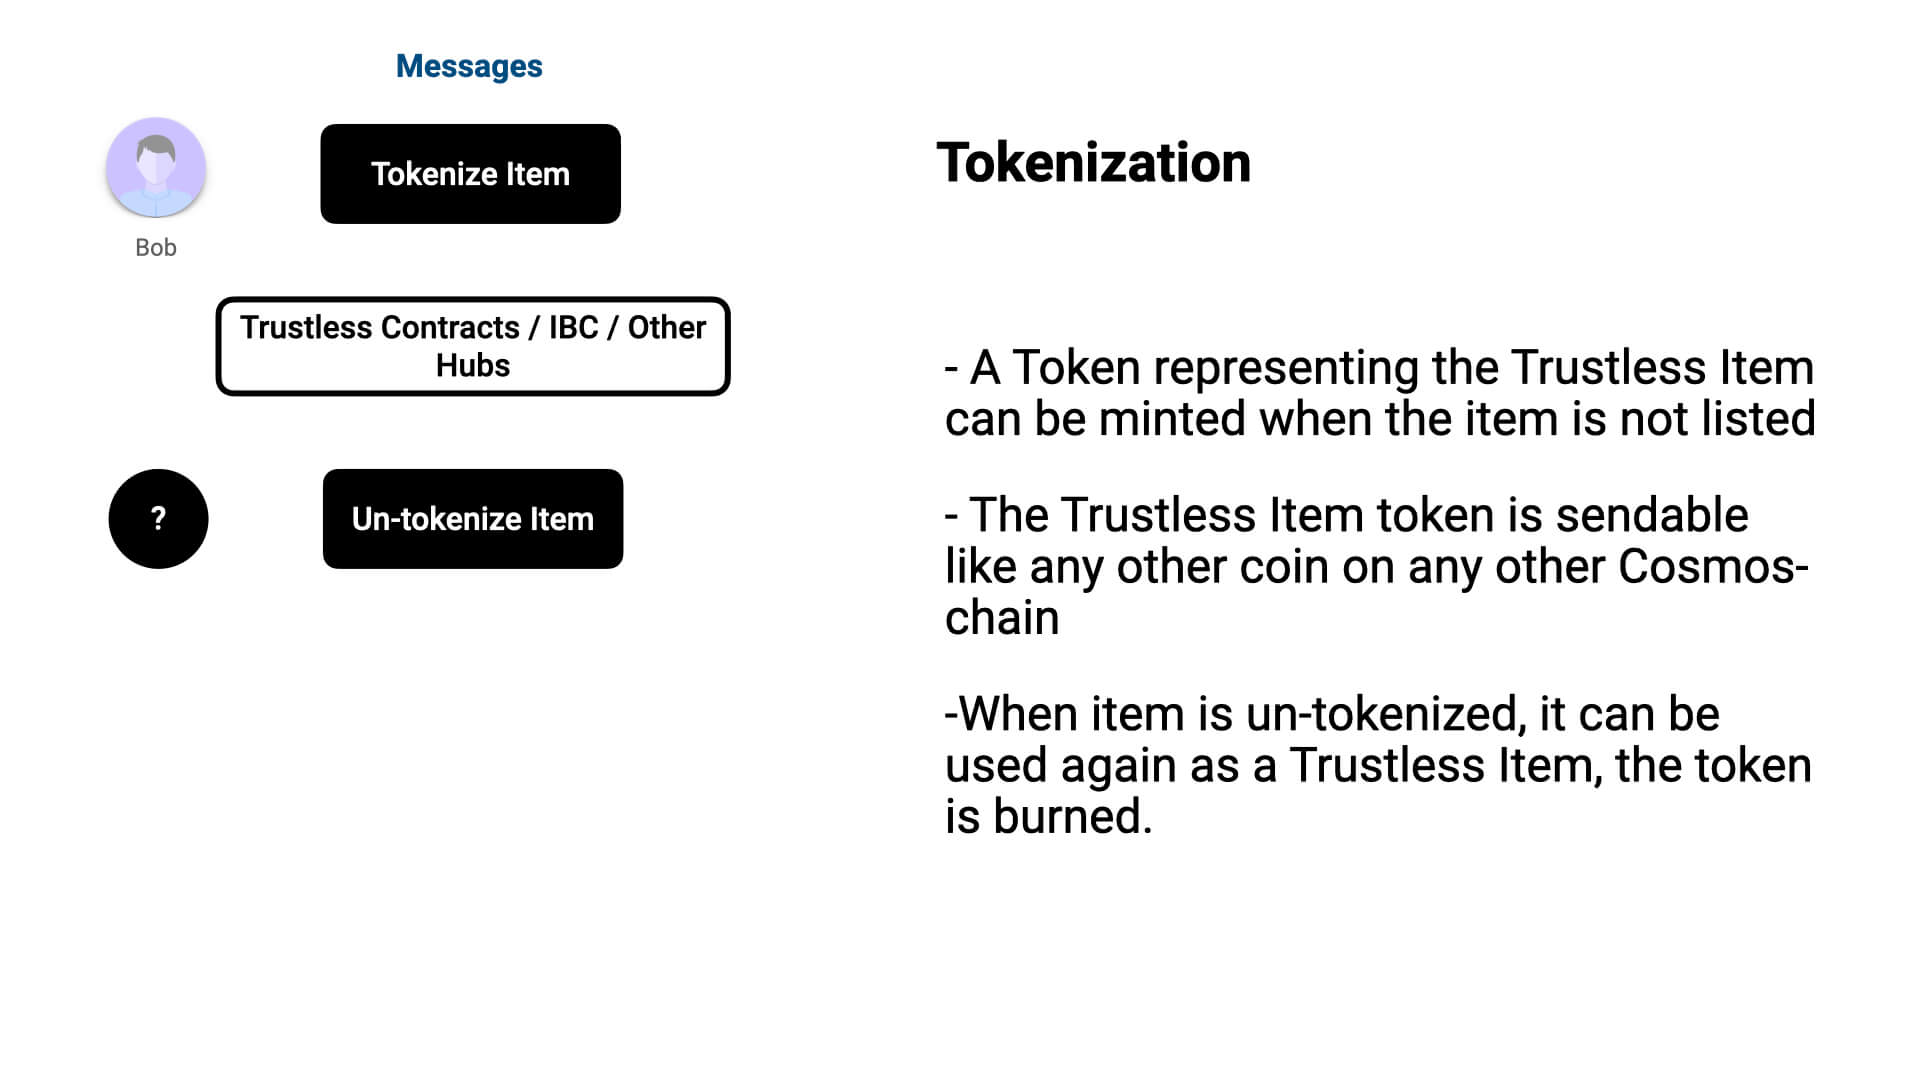 Messages
Tokenize Item
Bob
Trustless Contracts / IBC / Other
Hubs
?
Un-tokenize Item
Tokenization
- A Token representing the Trustless Item
can be minted when the item is not listed
- The Trustless Item token is sendable
like any other coin on any other Cosmos-
chain
-When item is un-tokenized, it can be
used again as a Trustless Item, the token
is burned.